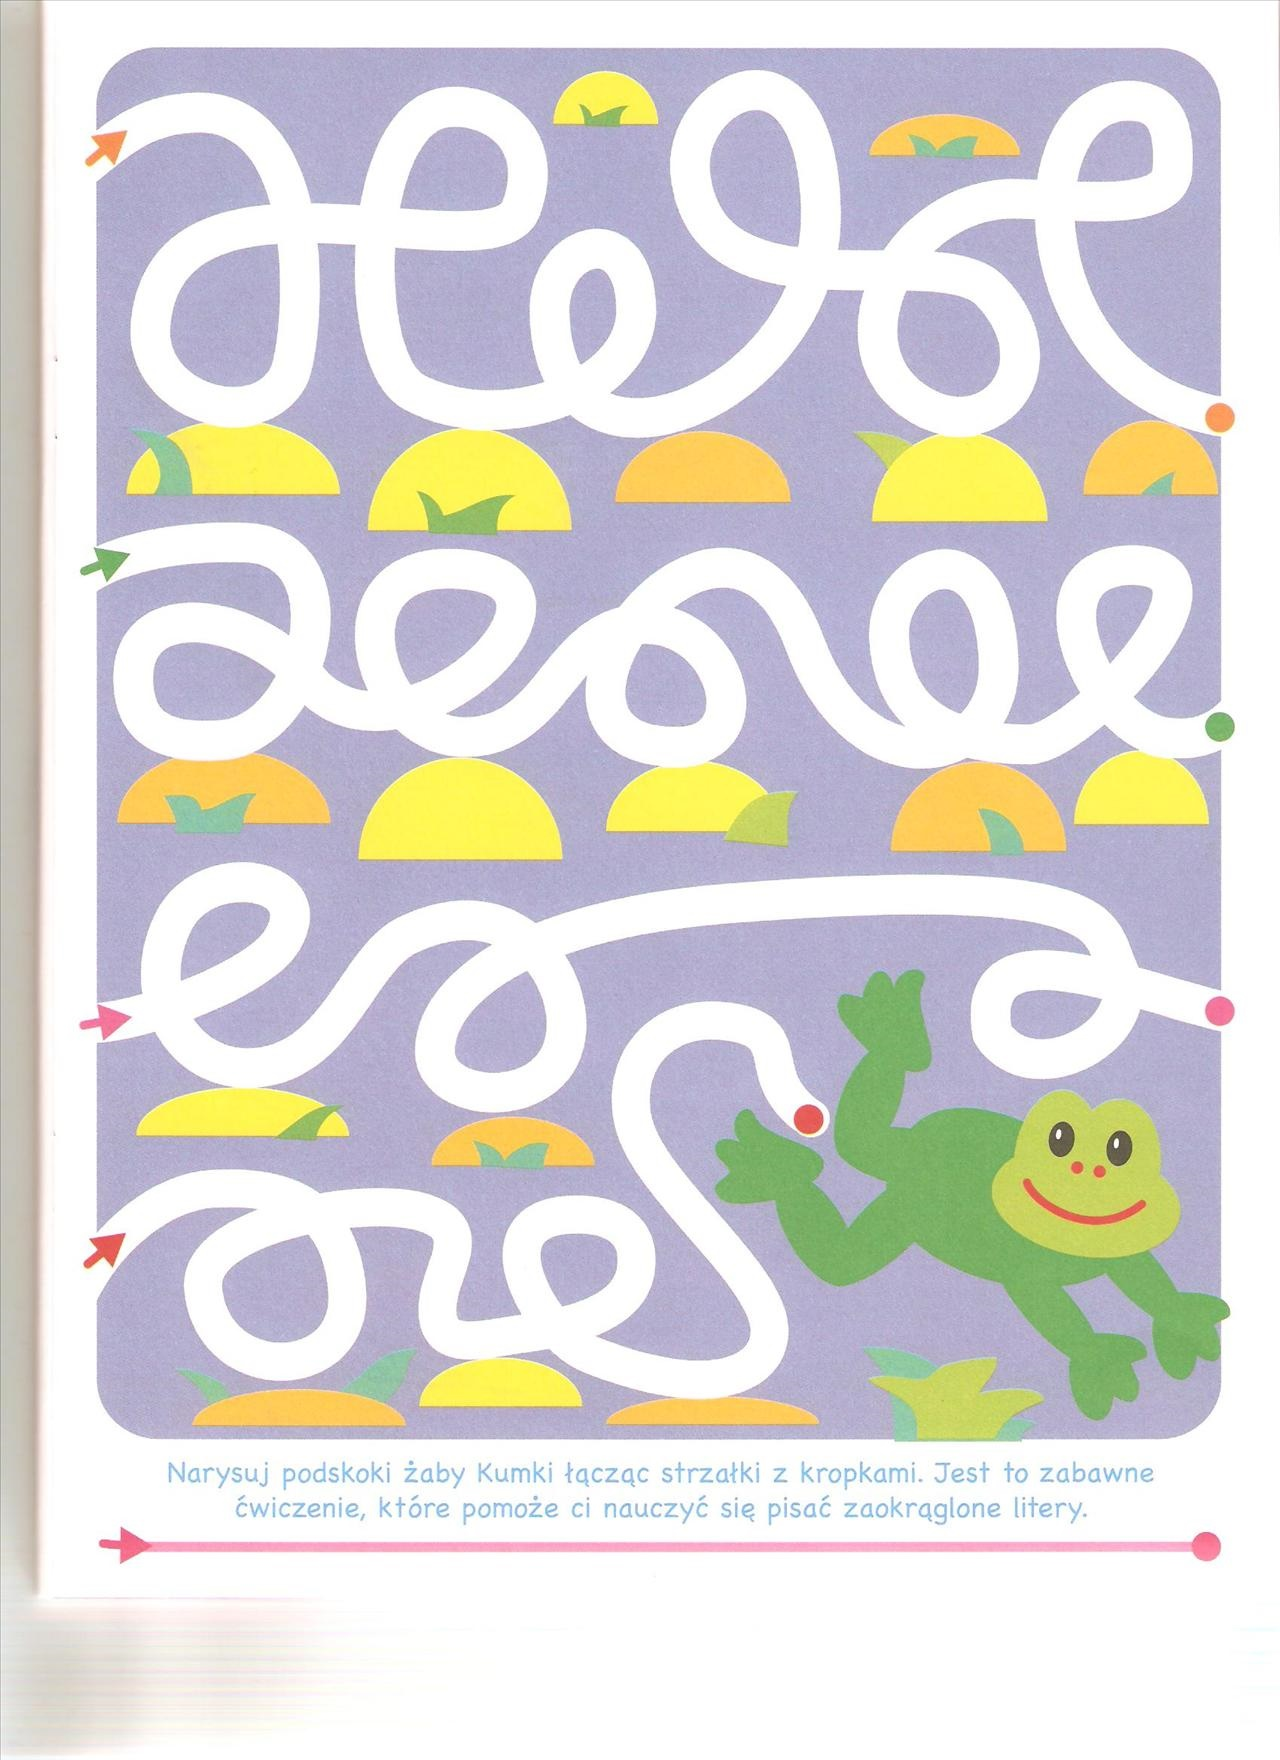 Narysuj podskoki żaby Kumki łącząc strzałki z kropkami. Jest to zabawne
ćwiczenie, które pomoże ci nauczyć się pisać zaokrąglone litery.